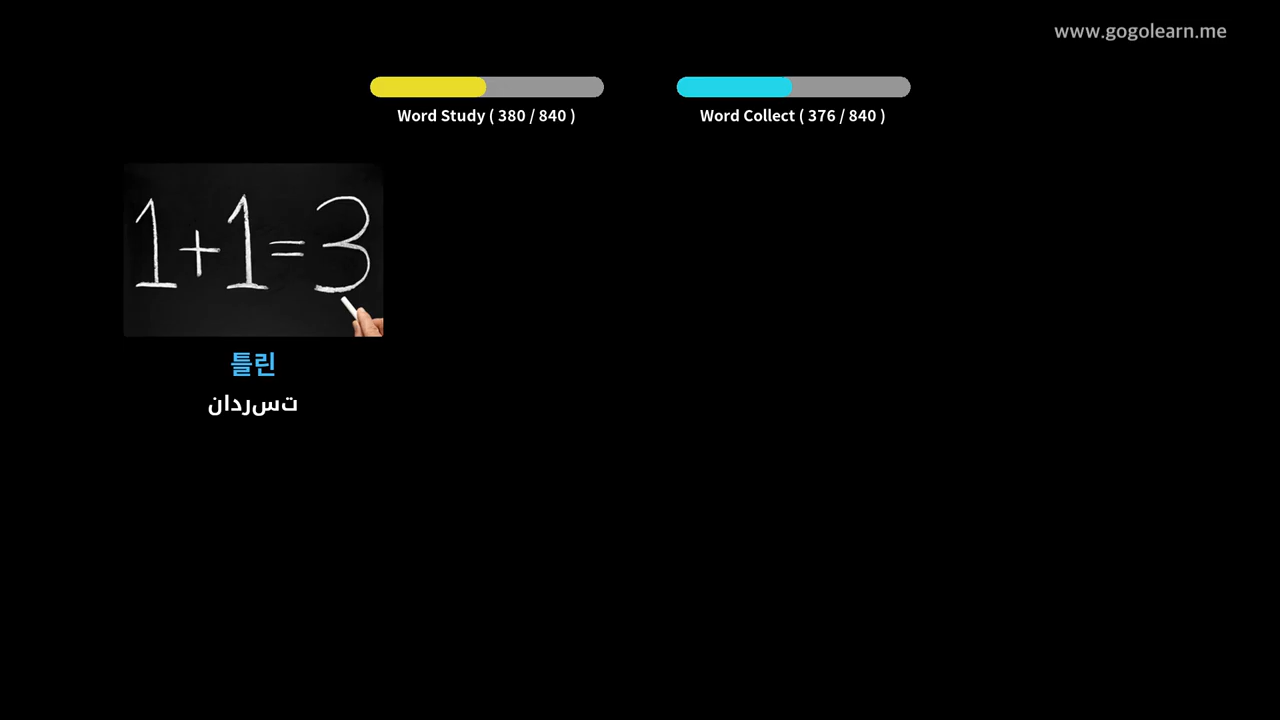 www.gogolearn.me
Word Study ( 380 / 840 )
Word Collect ( 376 / 840 )
1+1=3
틀린
تسردان